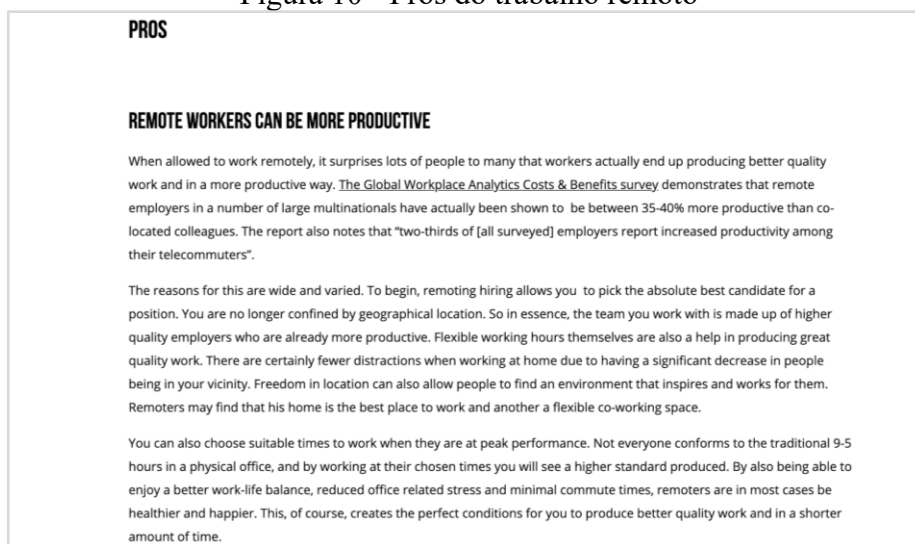 Figura 10 - Prós do trabalho remoto
PROS
REMOTE WORKERS CAN BE MORE PRODUCTIVE
When allowed to work remotely, it surprises lots of people to many that workers actually end up producing better quality
work and in a more productive way. The Global Workplace Analytics Costs & Benefits survey demonstrates that remote
employers in a number of large multinationals have actually been shown to be between 35-40% more productive than co-
located colleagues. The report also notes that “two-thirds of [all surveyed] employers report increased productivity among
their telecommuters”.
The reasons for this are wide and varied. To begin, remoting hiring allows you to pick the absolute best candidate for a
position. You are no longer confined by geographical location. So in essence, the team you work with is made up of higher
quality employers who are already more productive. Flexible working hours themselves are also a help in producing great
quality work. There are certainly fewer distractions when working at home due to having a significant decrease in people
being in your vicinity. Freedom in location can also allow people to find an environment that inspires and works for them.
Remoters may find that his home is the best place to work and another a flexible co-working space.
You can also choose suitable times to work when they are at peak performance. Not everyone conforms to the traditional 9-5
hours in a physical office, and by working at their chosen times you will see a higher standard produced. By also being able to
enjoy a better work-life balance, reduced office related stress and minimal commute times, remoters are in most cases be
healthier and happier. This, of course, creates the perfect conditions for you to produce better quality work and in a shorter
amount of time.